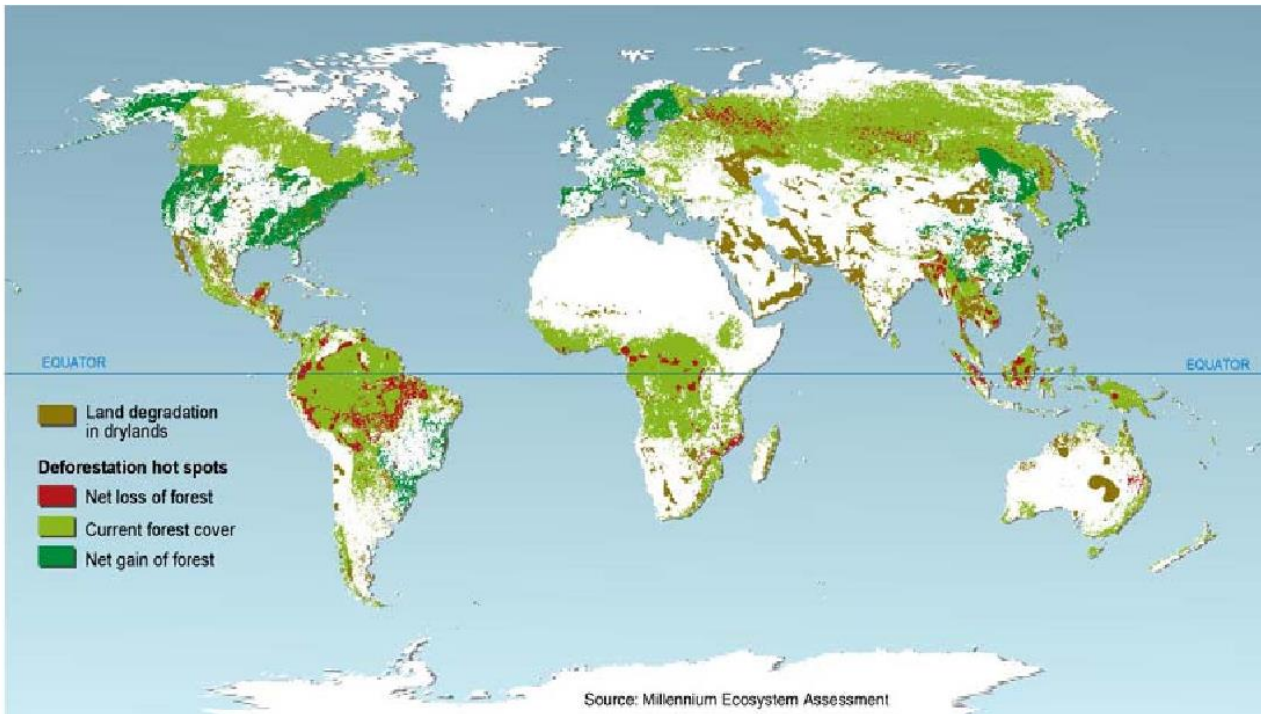 EQUATOR
EQUATOR
Land degradation
in drylands
Deforestation hot spots
Net loss of forest
Current forest cover
Net gain of forest
Source: Millennium Ecosystem Assessment